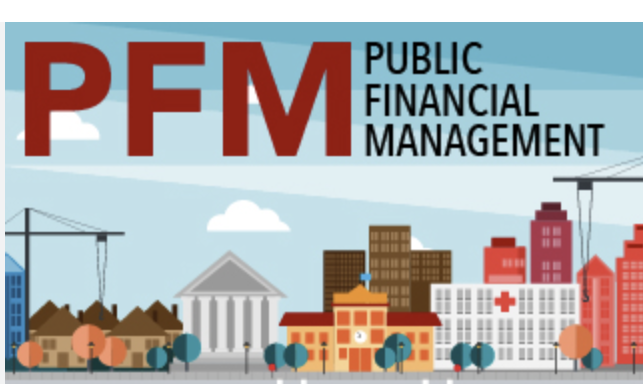 PFM
PUBLIC
FINANCIAL
MANAGEMENT